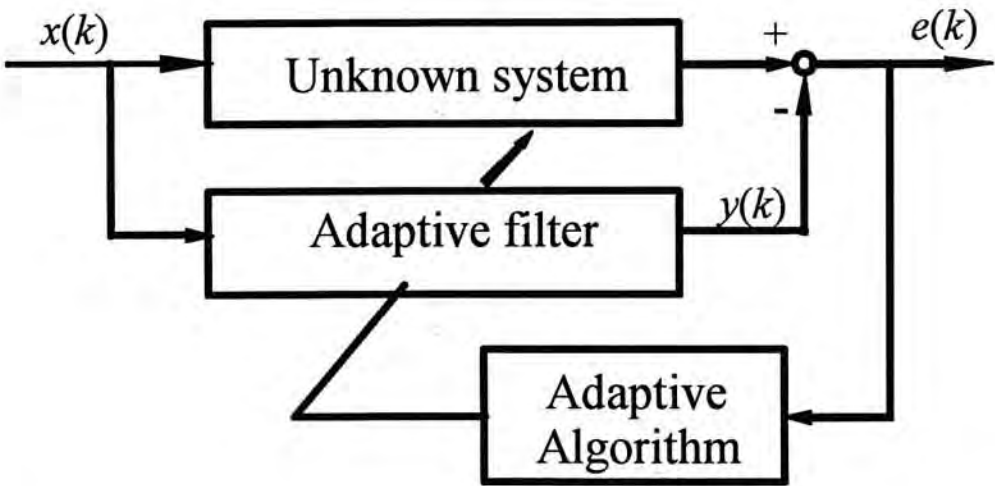 x(k)
Unknown system
+
e(k)
-
Adaptive filter
y(k)
Adaptive
Algorithm